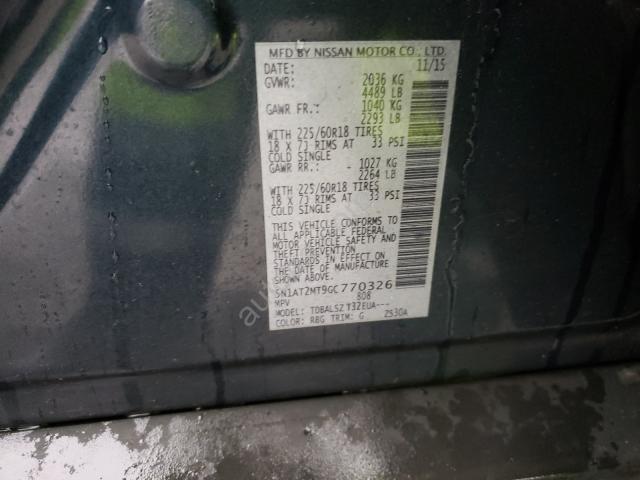 MFD BY NISSAN MOTOR CO., LTD.
DATE: 11/15
GVWR: 2036 KG
4489 LB
GAWR FR.: 1040 KG
2293 LB
WITH 225/60R18 TIRES
18 X 7J RIMS AT 33 PSI
COLD SINGLE
GAWR RR.: - 1027 KG
2264 LB
WITH 225/60R18 TIRES
18 X 7J RIMS AT 33 PSI
COLD SINGLE
THIS VEHICLE CONFORMS TO
ALL APPLICABLE FEDERAL
MOTOR VEHICLE SAFETY AND
THEFT PREVENTION
STANDARDS IN EFFECT ON THE
DATE OF MANUFACTURE
SHOWN ABOVE.
5N1AT2MT9GC770326
MPV 808
MODEL: TDBALSZ T32EUA---
COLOR: RBG TRIM: G ZS30A